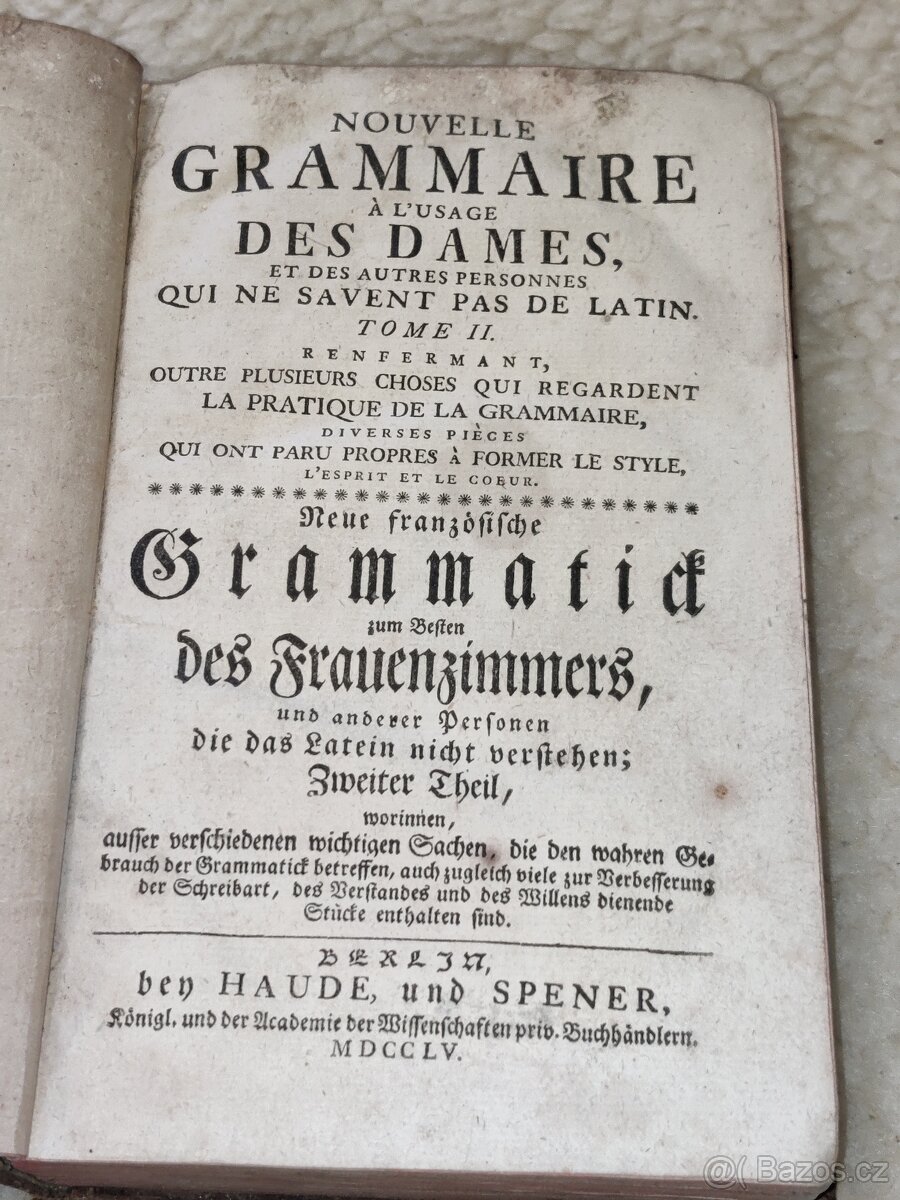 NOUVELLE
GRAMMAIRE
À L'USAGE
DES DAMES,
ET DES AUTRES PERSONNES
QUI NE SAVENT PAS DE LATIN.
TOME II.
RENFERMANT,
OUTRE PLUSIEURS CHOSES QUI REGARDENT
LA PRATIQUE DE LA GRAMMAIRE,
DIVERSES PIÈCES
QUI ONT PARU PROPRES À FORMER LE STYLE,
L'ESPRIT ET LE COEUR.
Neue französische
Grammatick
zum Besten
des Frauenzimmers,
und anderer Personen
die das Latein nicht verstehen;
Zweiter Theil,
worinnen,
ausser verschiedenen wichtigen Sachen, die den wahren Ge-
brauch der Grammatick betreffen, auch zugleich viele zur Verbesserung
der Schreibart, des Verstandes und des Willens dienende
Stücke enthalten sind.
BERLIN,
bey HAUDE, und SPENER,
Königl. und der Academie der Wissenschaften priv. Buchhändlern.
MDCCLV.
@( Bazos.cz